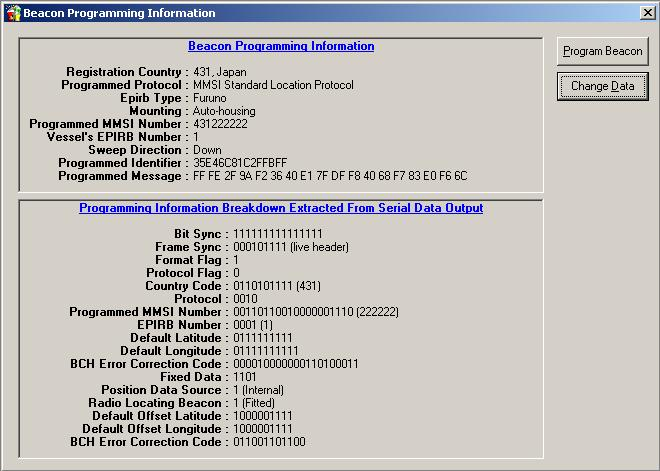 Beacon Programming Information
Beacon Programming Information
Program Beacon
Change Data
Registration Country : 431, Japan
Programmed Protocol : MMSI Standard Location Protocol
Epirb Type : Furuno
Mounting : Auto-housing
Programmed MMSI Number : 431222222
Vessel's EPIRB Number : 1
Sweep Direction : Down
Programmed Identifier : 35E46C81C2FFBFF
Programmed Message : FF FE 2F 9A F2 36 40 E1 7F DF F8 40 68 F7 83 E0 F6 6C
Programming Information Breakdown Extracted From Serial Data Output
Bit Sync : 111111111111111
Frame Sync : 000101111 (live header)
Format Flag : 1
Protocol Flag : 0
Country Code : 0110101111 (431)
Protocol : 0010
Programmed MMSI Number : 00110110010000001110 (222222)
EPIRB Number : 0001 (1)
Default Latitude : 0111111111
Default Longitude : 01111111111
BCH Error Correction Code : 000010000000110100011
Fixed Data : 1101
Position Data Source : 1 (Internal)
Radio Locating Beacon : 1 (Fitted)
Default Offset Latitude : 1000001111
Default Offset Longitude : 1000001111
BCH Error Correction Code : 011001101100